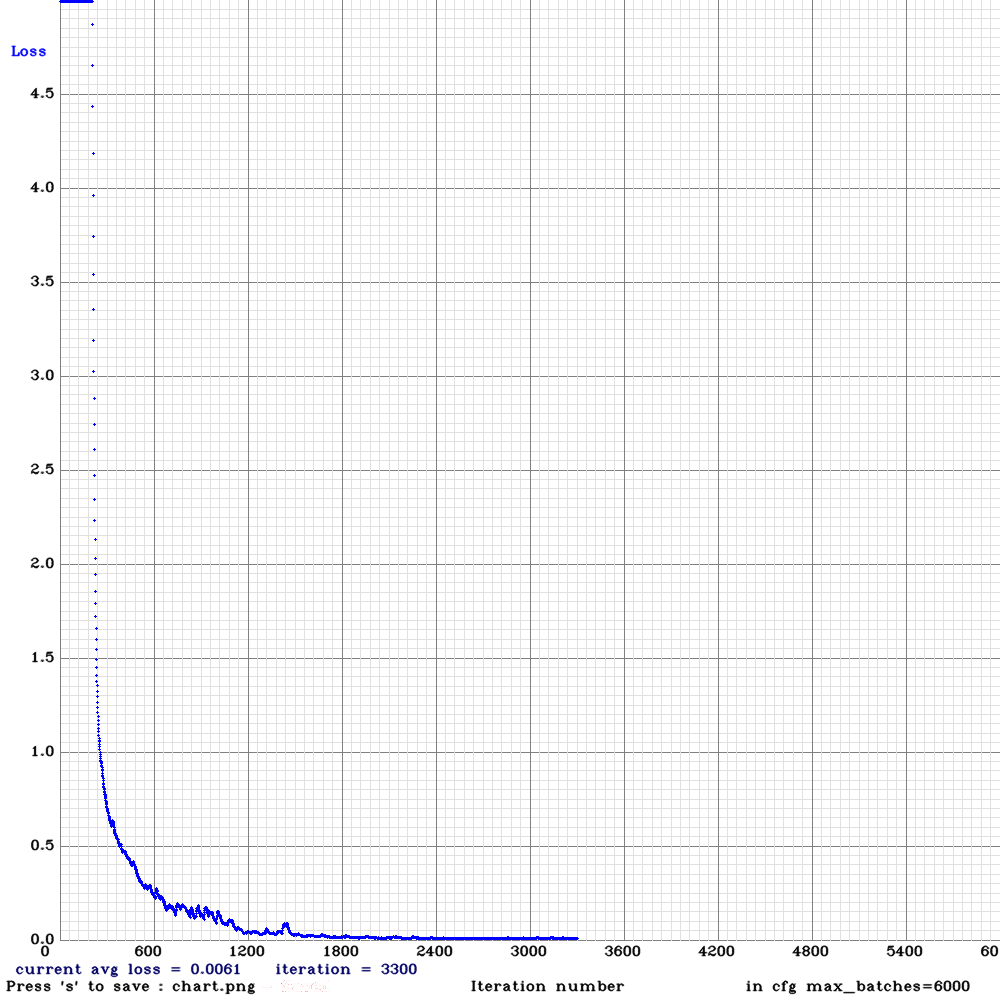 Loss
4.5
4.0
3.5
3.0
2.5
2.0
1.5
1.0
0.5
0.0
0 600 1200 1800 2400 3000 3600 4200 4800 5400 60
current avg loss = 0.0061 iteration = 3300
Press 's' to save : chart.png Iteration number in cfg max_batches=6000